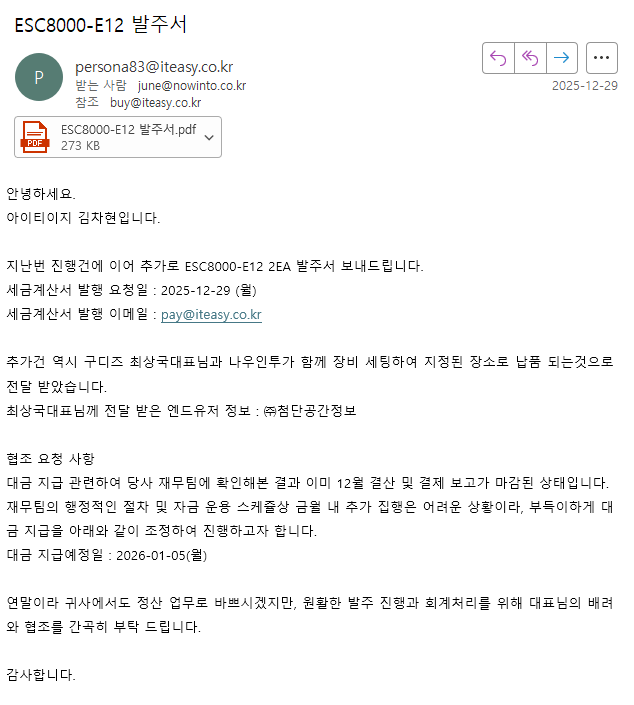 ESC8000-E12 발주서
P
persona83@iteasy.co.kr
받는 사람 june@nowinto.co.kr
참조 buy@iteasy.co.kr
2025-12-29
ESC8000-E12 발주서.pdf
PDF
273 KB
안녕하세요.
아이티이지 김차현입니다.
지난번 진행건에 이어 추가로 ESC8000-E12 2EA 발주서 보내드립니다.
세금계산서 발행 요청일 : 2025-12-29 (월)
세금계산서 발행 이메일 : pay@iteasy.co.kr
추가건 역시 구디즈 최상국대표님과 나우인투가 함께 장비 세팅하여 지정된 장소로 납품 되는것으로
전달 받았습니다.
최상국대표님께 전달 받은 엔드유저 정보 : ㈜첨단공간정보
협조 요청 사항
대금 지급 관련하여 당사 재무팀에 확인해본 결과 이미 12월 결산 및 결제 보고가 마감된 상태입니다.
재무팀의 행정적인 절차 및 자금 운용 스케쥴상 금월 내 추가 집행은 어려운 상황이라, 부득이하게 대
금 지급을 아래와 같이 조정하여 진행하고자 합니다.
대금 지급예정일 : 2026-01-05(월)
연말이라 귀사에서도 정산 업무로 바쁘시겠지만, 원활한 발주 진행과 회계처리를 위해 대표님의 배려
와 협조를 간곡히 부탁 드립니다.
감사합니다.